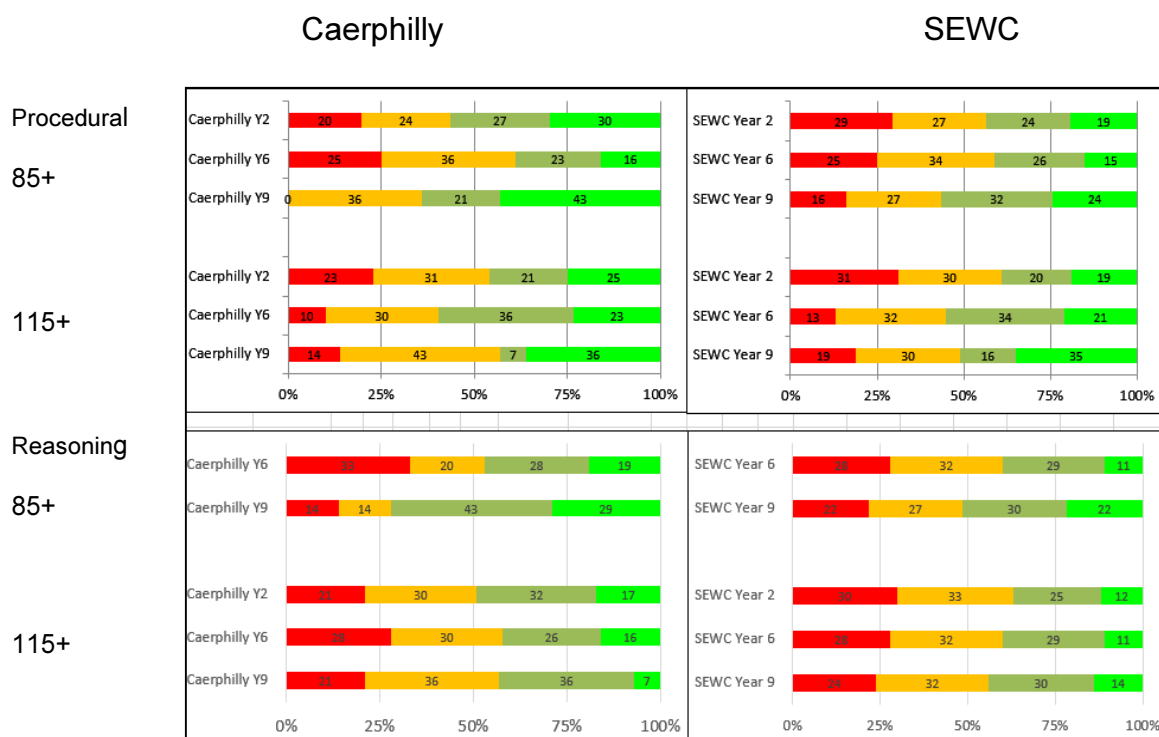 Caerphilly SEWC
Procedural
85+
115+
Caerphilly Y2 20 24 27 30
Caerphilly Y6 25 36 23 16
Caerphilly Y9 0 36 21 43
Caerphilly Y2 23 31 21 25
Caerphilly Y6 10 30 36 23
Caerphilly Y9 14 43 7 36
0% 25% 50% 75% 100%
SEWC Year 2 29 27 24 19
SEWC Year 6 25 34 26 15
SEWC Year 9 16 27 32 24
SEWC Year 2 31 30 20 19
SEWC Year 6 13 32 34 21
SEWC Year 9 19 30 16 35
0% 25% 50% 75% 100%
Reasoning
85+
115+
Caerphilly Y6 33 20 28 19
Caerphilly Y9 14 14 43 29
Caerphilly Y2 21 30 32 17
Caerphilly Y6 28 30 26 16
Caerphilly Y9 21 36 36 7
0% 25% 50% 75% 100%
SEWC Year 6 28 32 29 11
SEWC Year 9 22 27 30 22
SEWC Year 2 30 33 25 12
SEWC Year 6 28 32 29 11
SEWC Year 9 24 32 30 14
0% 25% 50% 75% 100%